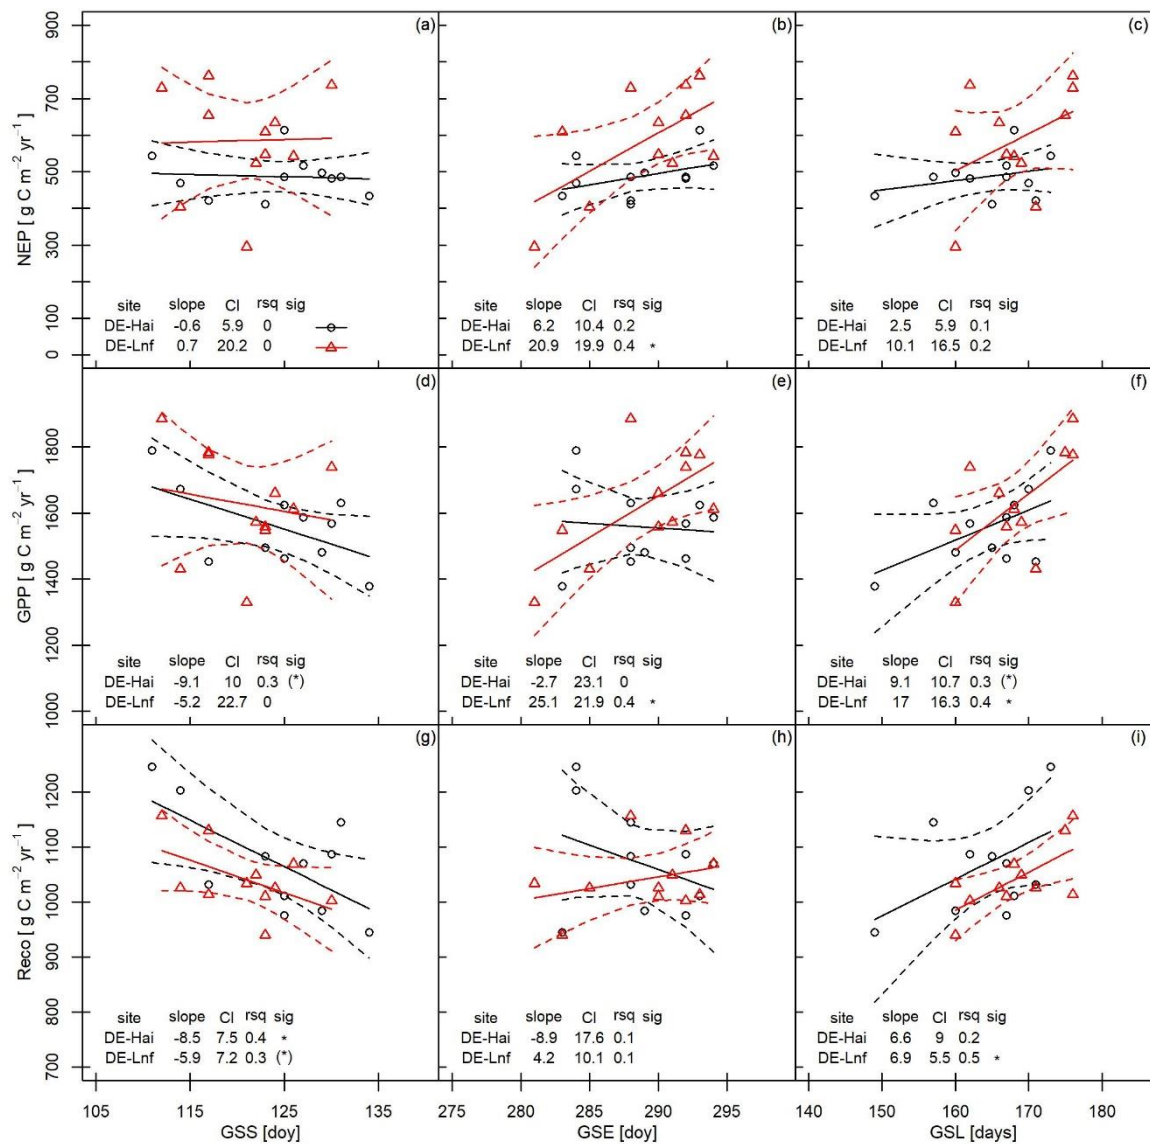 (a)
(b)
(c)
NEP [ g C m⁻² yr⁻¹ ]
900
700
500
300
100
0
site slope CI rsq sig
DE-Hai -0.6 5.9 0
DE-Lnf 0.7 20.2 0
site slope CI rsq sig
DE-Hai 6.2 10.4 0.2
DE-Lnf 20.9 19.9 0.4 *
site slope CI rsq sig
DE-Hai 2.5 5.9 0.1
DE-Lnf 10.1 16.5 0.2
(d)
(e)
(f)
GPP [ g C m⁻² yr⁻¹ ]
1800
1600
1400
1200
1000
site slope CI rsq sig
DE-Hai -9.1 10 0.3 (*)
DE-Lnf -5.2 22.7 0
site slope CI rsq sig
DE-Hai -2.7 23.1 0
DE-Lnf 25.1 21.9 0.4 *
site slope CI rsq sig
DE-Hai 9.1 10.7 0.3 (*)
DE-Lnf 17 16.3 0.4 *
(g)
(h)
(i)
Reco [ g C m⁻² yr⁻¹ ]
1200
1100
1000
900
800
700
site slope CI rsq sig
DE-Hai -8.5 7.5 0.4 *
DE-Lnf -5.9 7.2 0.3 (*)
site slope CI rsq sig
DE-Hai -8.9 17.6 0.1
DE-Lnf 4.2 10.1 0.1
site slope CI rsq sig
DE-Hai 6.6 9 0.2
DE-Lnf 6.9 5.5 0.5 *
105 115 125 135
275 285 295
140 150 160 170 180
GSS [doy]
GSE [doy]
GSL [days]